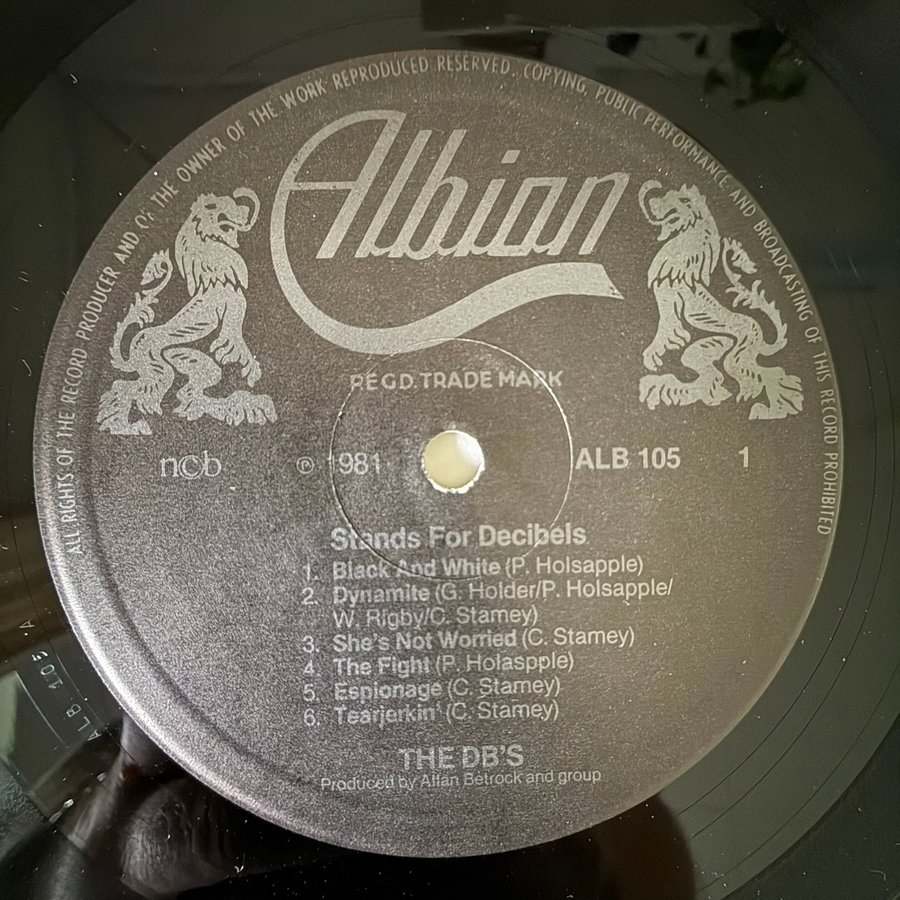 ALL RIGHTS OF THE RECORD PRODUCER AND OF THE OWNER OF THE WORK REPRODUCED RESERVED. COPYING, PUBLIC PERFORMANCE AND BROADCASTING OF THIS RECORD PROHIBITED
Albion
REGD. TRADE MARK
n©b ℗ 1981 ALB 105 1
Stands For Decibels
1. Black And White (P. Holsapple)
2. Dynamite (G. Holder/P. Holsapple/
W. Rigby/C. Stamey)
3. She's Not Worried (C. Stamey)
4. The Fight (P. Holaspple)
5. Espionage (C. Stamey)
6. Tearjerkin' (C. Stamey)
THE DB'S
Produced by Allan Betrock and group
ALB 105 A